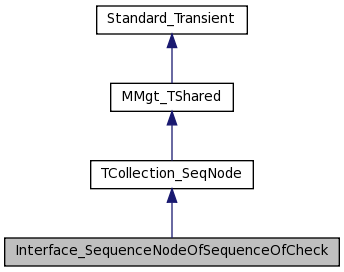 Standard_Transient
MMgt_TShared
TCollection_SeqNode
Interface_SequenceNodeOfSequenceOfCheck